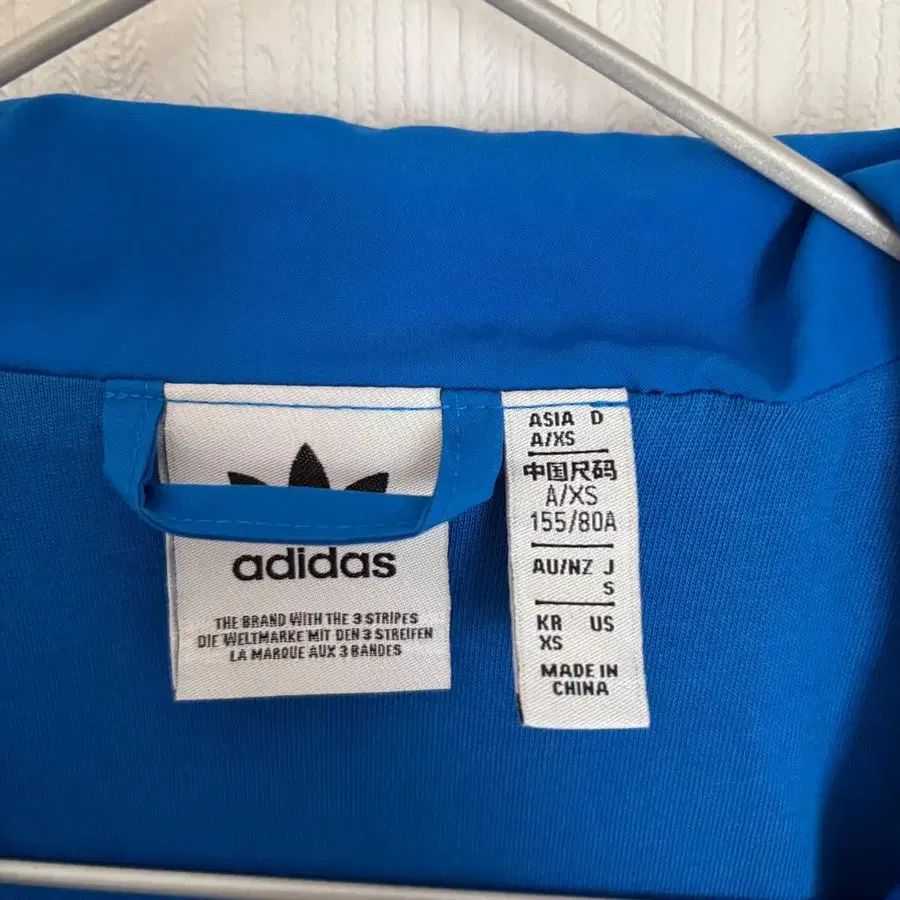 adidas
THE BRAND WITH THE 3 STRIPES
DIE WELTMARKE MIT DEN 3 STREIFEN
LA MARQUE AUX 3 BANDES
ASIA D
A/XS
中国尺码
A/XS
155/80A
AU/NZ J
S
KR US
XS
MADE IN
CHINA